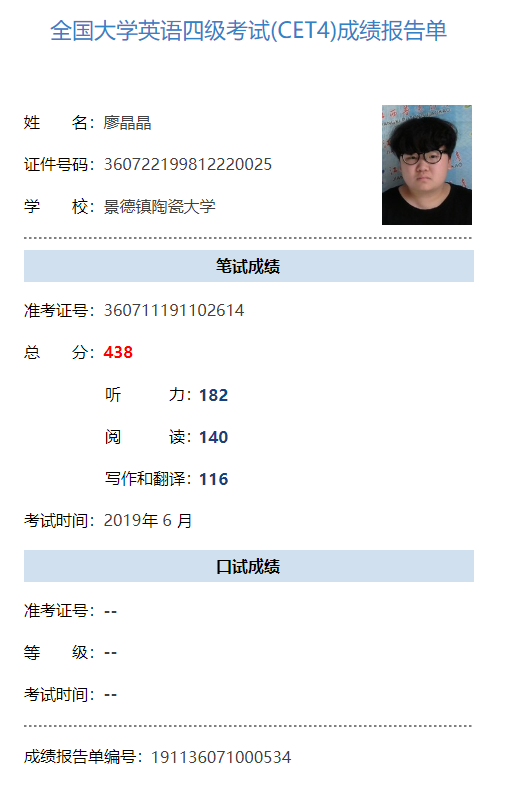 全国大学英语四级考试(CET4)成绩报告单
姓 名：廖晶晶
证件号码：360722199812220025
学 校：景德镇陶瓷大学
笔试成绩
准考证号：360711191102614
总 分：438
听 力：182
阅 读：140
写作和翻译：116
考试时间：2019年 6 月
口试成绩
准考证号：--
等 级：--
考试时间：--
成绩报告单编号：191136071000534